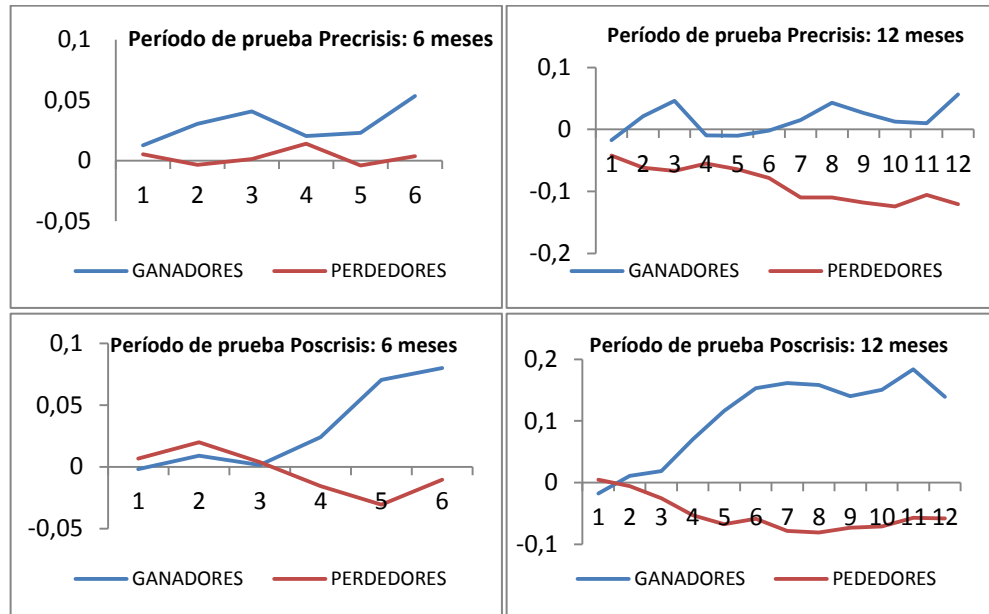 Período de prueba Precrisis: 6 meses
0,1
0,05
0
-0,05
1 2 3 4 5 6
GANADORES PERDEDORES
Período de prueba Precrisis: 12 meses
0,1
0
-0,1
-0,2
1 2 3 4 5 6 7 8 9 10 11 12
GANADORES PERDEDORES
Período de prueba Poscrisis: 6 meses
0,1
0,05
0
-0,05
1 2 3 4 5 6
GANADORES PERDEDORES
Período de prueba Poscrisis: 12 meses
0,2
0,1
0
-0,1
1 2 3 4 5 6 7 8 9 10 11 12
GANADORES PEDEDORES